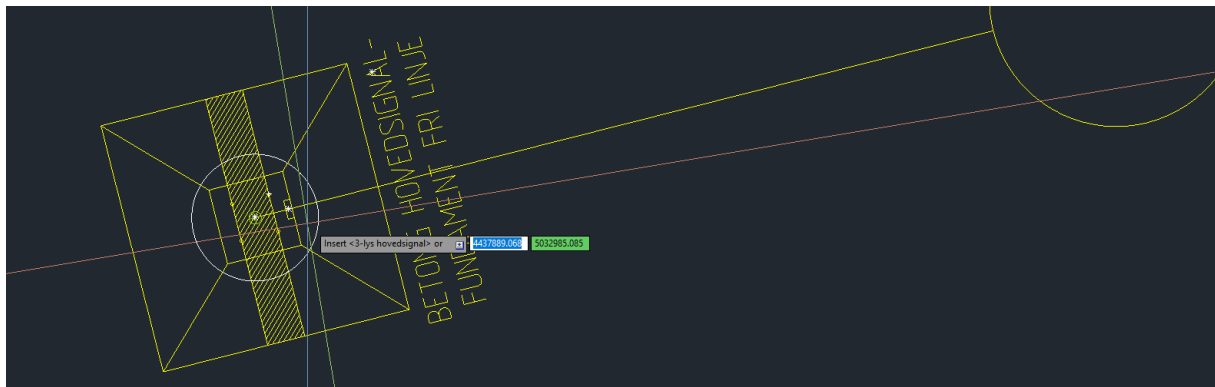 BETONG HOVEDSIGNAL-
FUNDAMENT FRI LINJE
Insert <3-lys hovedsignal> or
4437889.068
5032985.085